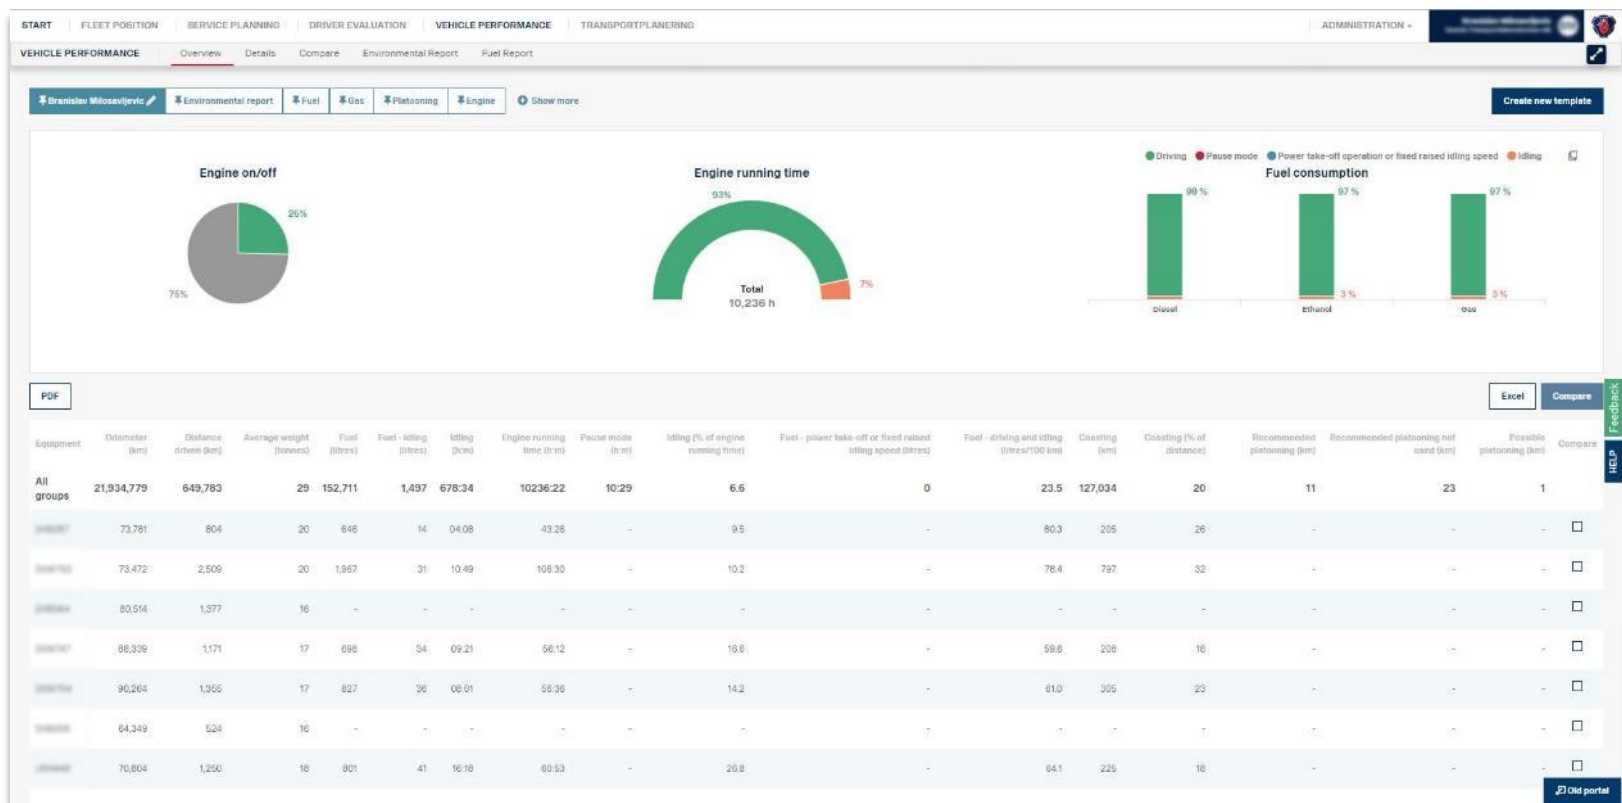 START FLEET POSITION SERVICE PLANNING DRIVER EVALUATION VEHICLE PERFORMANCE TRANSPORTPLANERING ADMINISTRATION
VEHICLE PERFORMANCE Overview Details Compare Environmental Report Fuel Report
Branislav Milosavljevic Environmental report Fuel Gas Platooning Engine Show more Create new template
Driving Pause mode Power take-off operation or fixed raised idling speed Idling
Engine on/off Engine running time Fuel consumption
25% 75%
93% 7%
Total
10,236 h
99 % 97 % 97 %
3 % 3 %
Diesel Ethanol Gas
PDF Excel Compare
Feedback
HELP
Equipment Odometer (km) Distance driven (km) Average weight (tonnes) Fuel (litres) Fuel - idling (litres) Idling (h:m) Engine running time (h:m) Pause mode (h:m) Idling (% of engine running time) Fuel - power take-off or fixed raised idling speed (litres) Fuel - driving and idling (litres/100 km) Coasting (km) Coasting (% of distance) Recommended platooning (km) Recommended platooning not used (km) Possible platooning (km) Compare
All groups 21,934,779 649,783 29 152,711 1,497 678:34 10236:22 10:29 6.6 0 23.5 127,034 20 11 23 1
73,781 804 20 646 14 04:08 43:26 - 9.5 - 80.3 205 26 - - -
73,472 2,509 20 1,967 31 10:49 106:30 - 10.2 - 78.4 797 32 - - -
80,514 1,377 16 - - - - - - - - - - - - -
88,339 1,171 17 698 34 09:21 56:12 - 16.6 - 59.6 208 18 - - -
90,264 1,355 17 827 36 08:01 56:36 - 14.2 - 61.0 305 23 - - -
64,349 524 16 - - - - - - - - - - - - -
70,804 1,250 18 801 41 16:18 60:53 - 26.8 - 64.1 225 18 - - -
Old portal